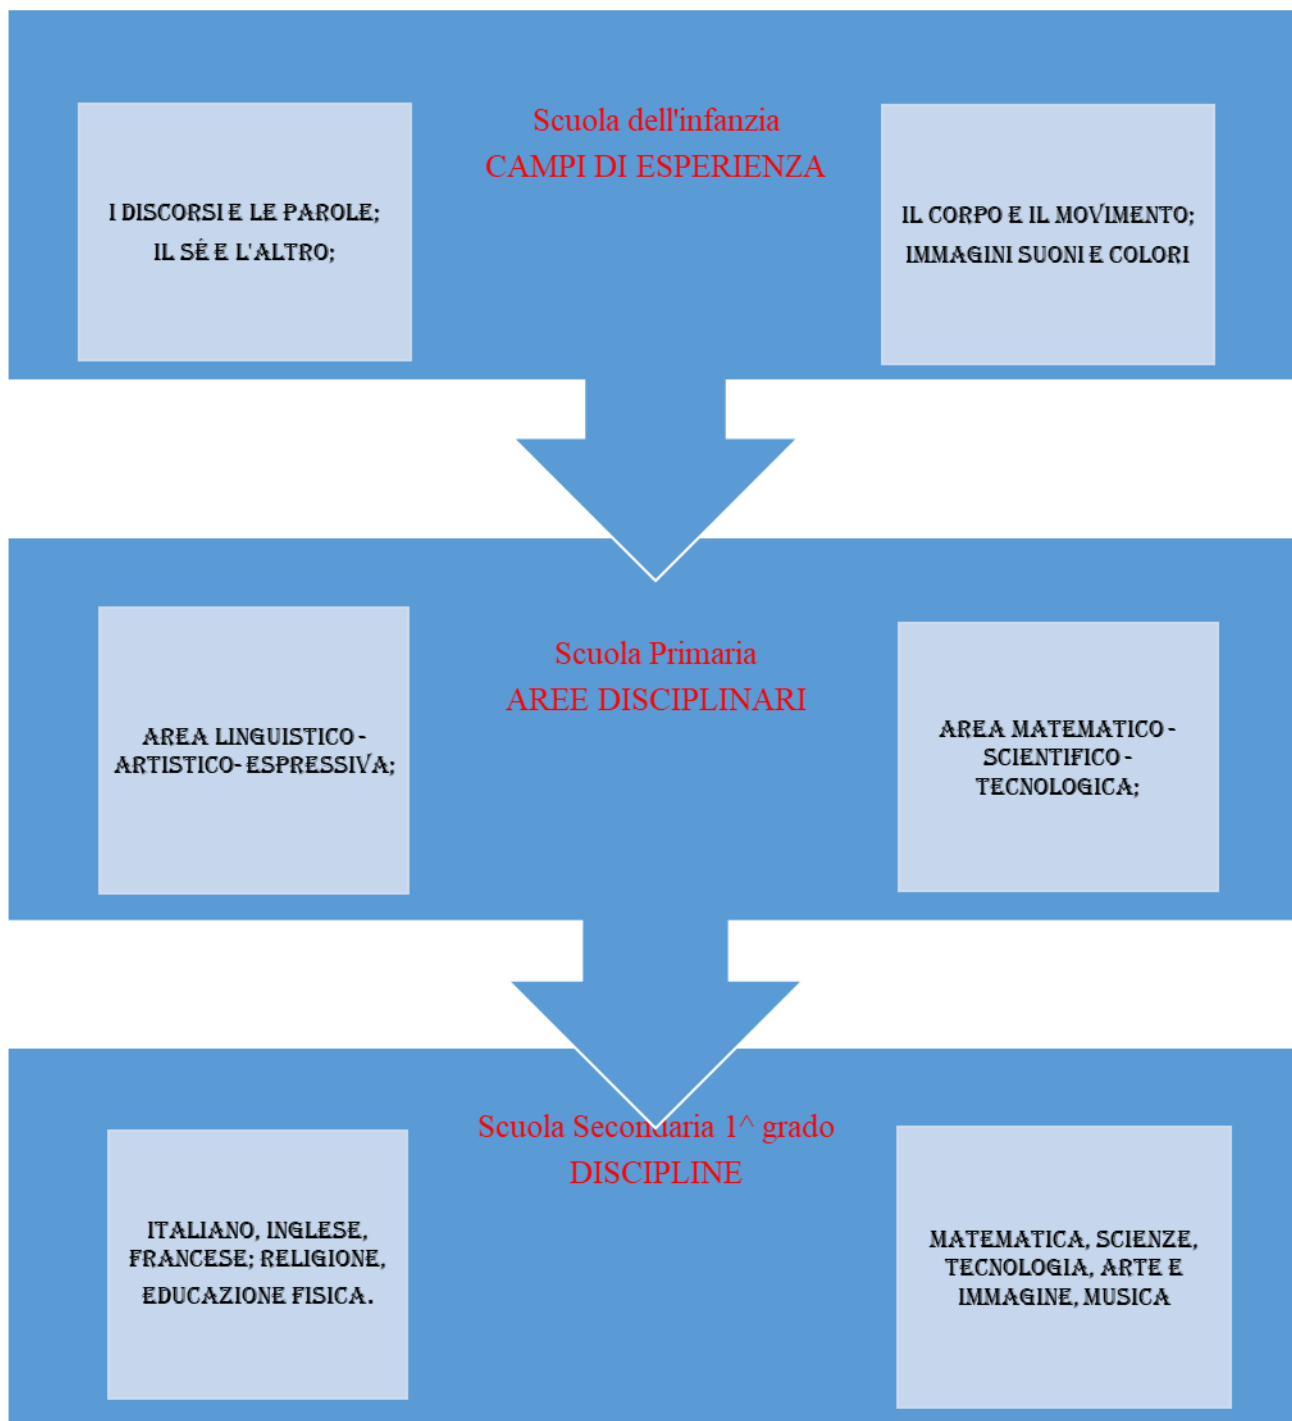 Scuola dell'infanzia
CAMPI DI ESPERIENZA
I DISCORSI E LE PAROLE;
IL SÉ E L'ALTRO;
IL CORPO E IL MOVIMENTO;
IMMAGINI SUONI E COLORI
Scuola Primaria
AREE DISCIPLINARI
AREA LINGUISTICO -
ARTISTICO- ESPRESSIVA;
AREA MATEMATICO -
SCIENTIFICO -
TECNOLOGICA;
Scuola Secondaria 1^ grado
DISCIPLINE
ITALIANO, INGLESE,
FRANCESE; RELIGIONE,
EDUCAZIONE FISICA.
MATEMATICA, SCIENZE,
TECNOLOGIA, ARTE E
IMMAGINE, MUSICA